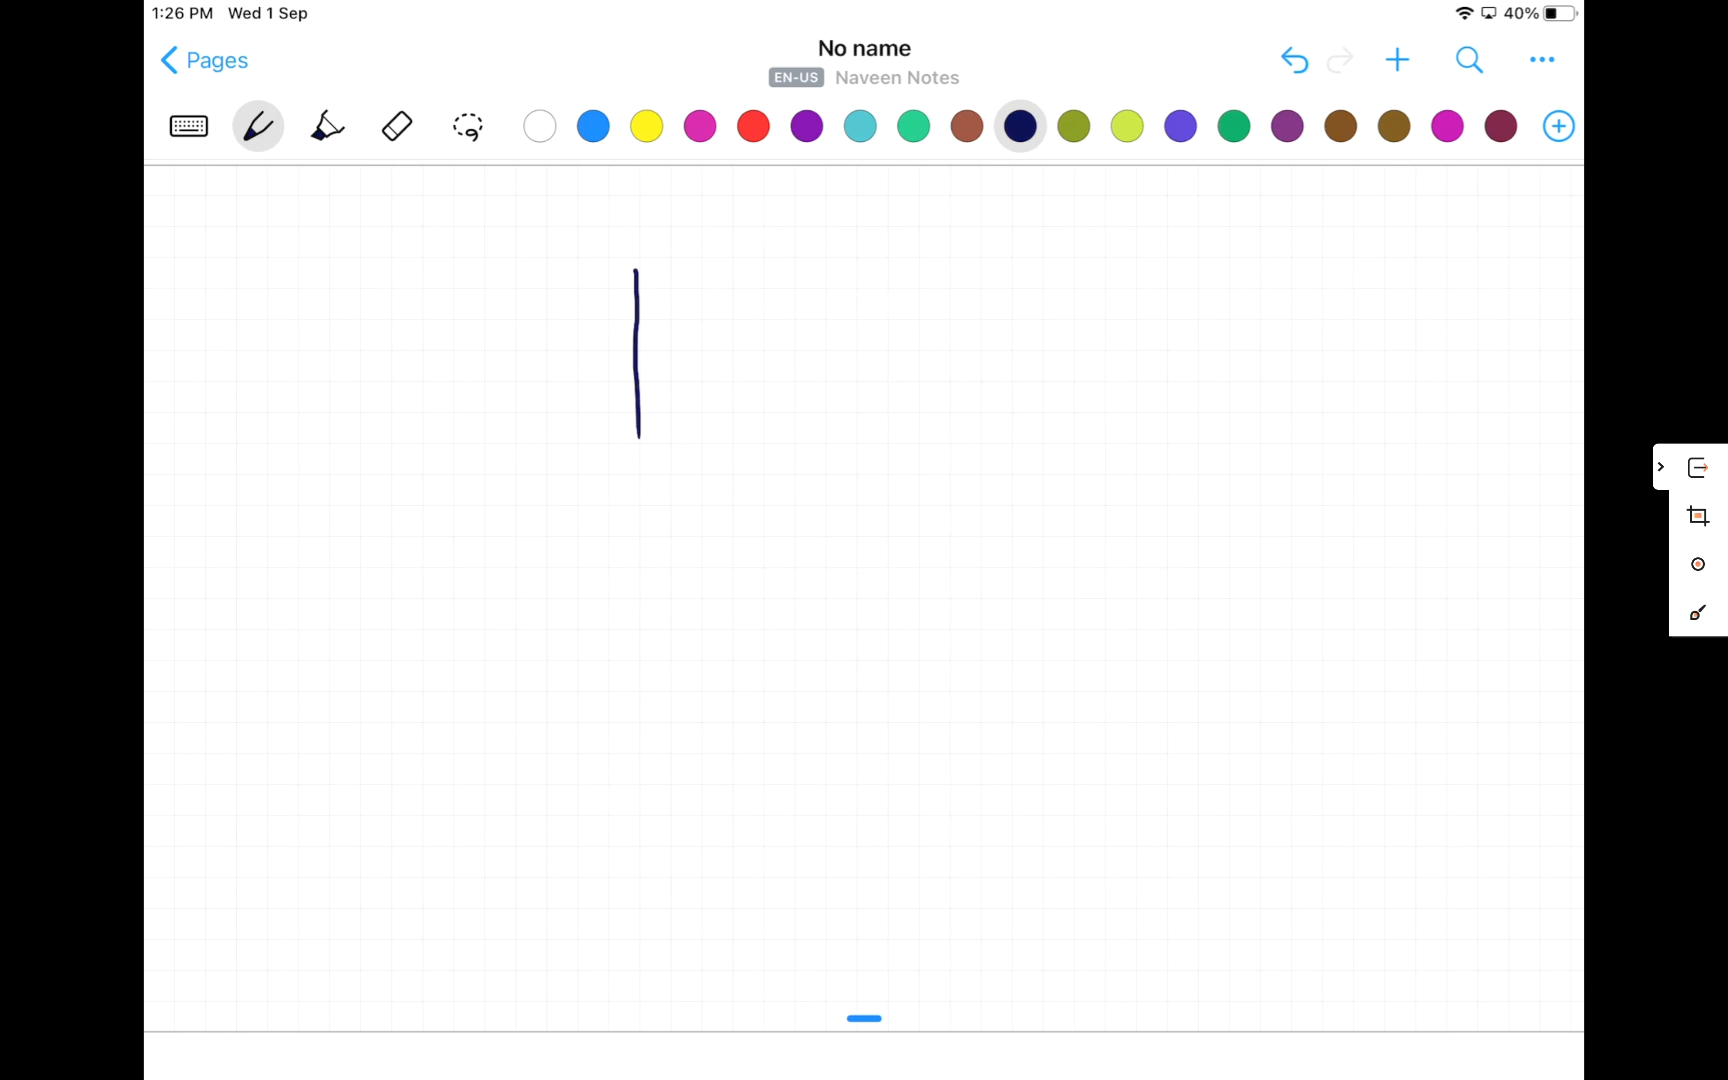 1:26 PM Wed 1 Sep
40%
Pages
No name
EN-US Naveen Notes